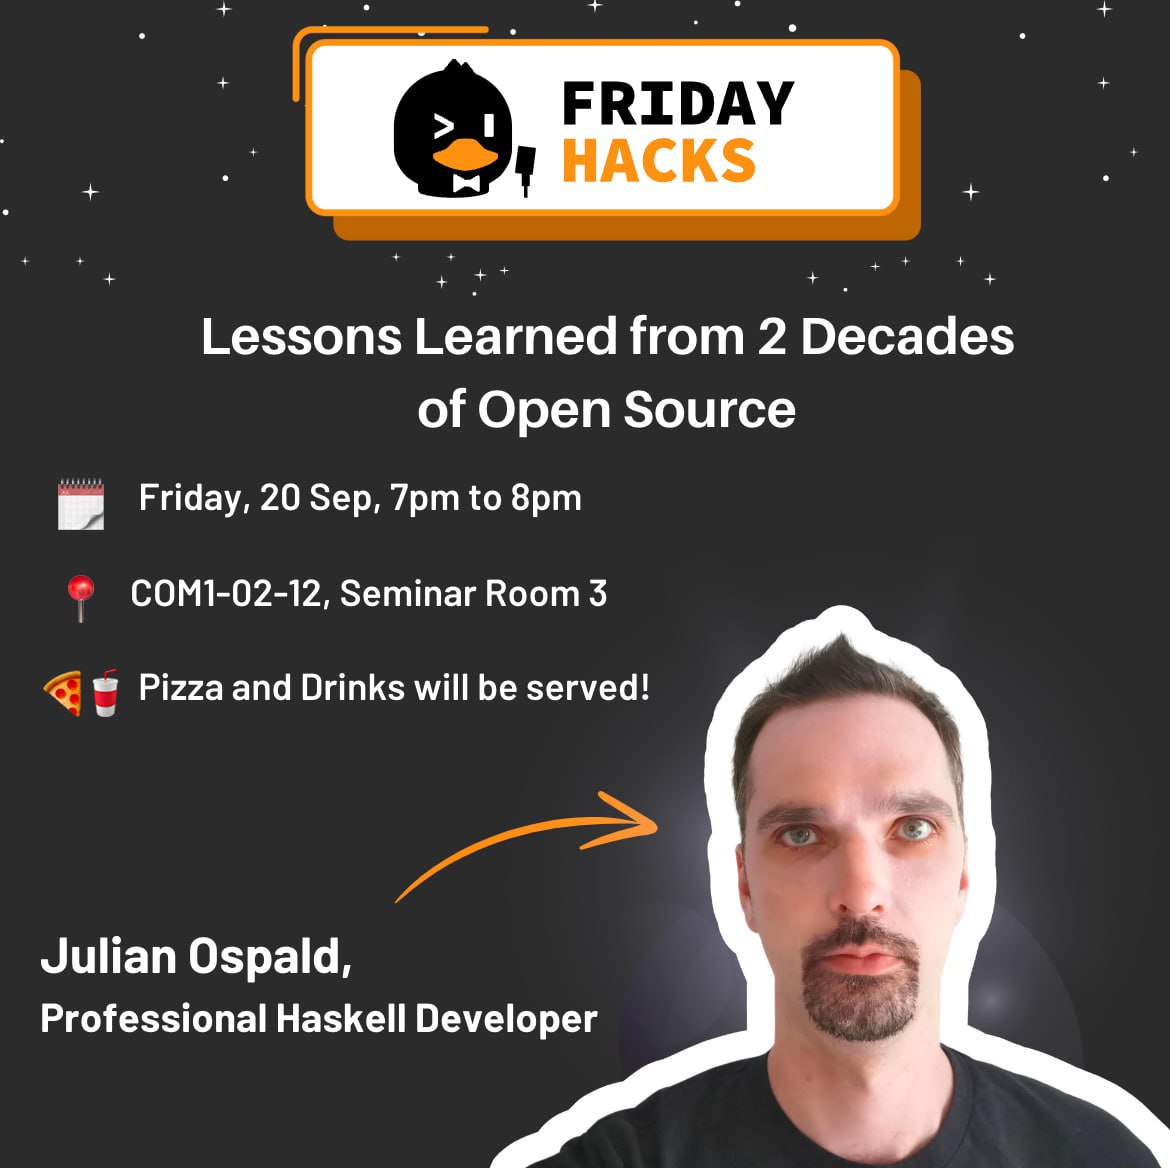 FRIDAY
HACKS
Lessons Learned from 2 Decades
of Open Source
Friday, 20 Sep, 7pm to 8pm
COM1-02-12, Seminar Room 3
Pizza and Drinks will be served!
Julian Ospald,
Professional Haskell Developer